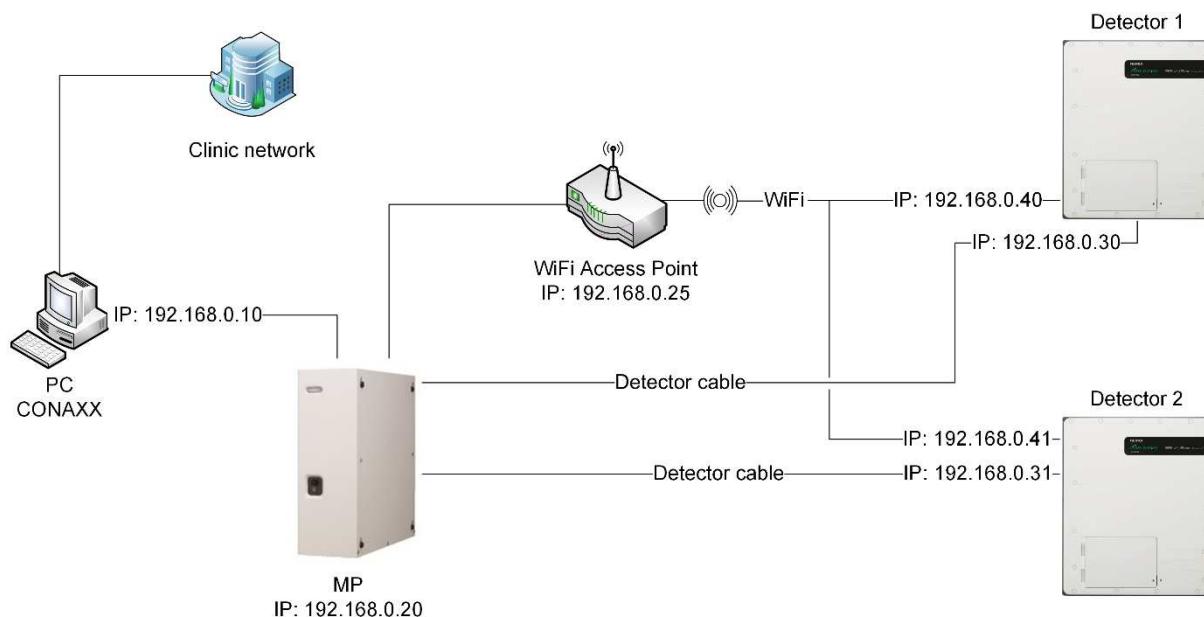 Detector 1
Clinic network
WiFi
IP: 192.168.0.40
IP: 192.168.0.30
WiFi Access Point
IP: 192.168.0.25
IP: 192.168.0.10
PC
CONAXX
Detector cable
Detector 2
IP: 192.168.0.41
Detector cable
IP: 192.168.0.31
MP
IP: 192.168.0.20